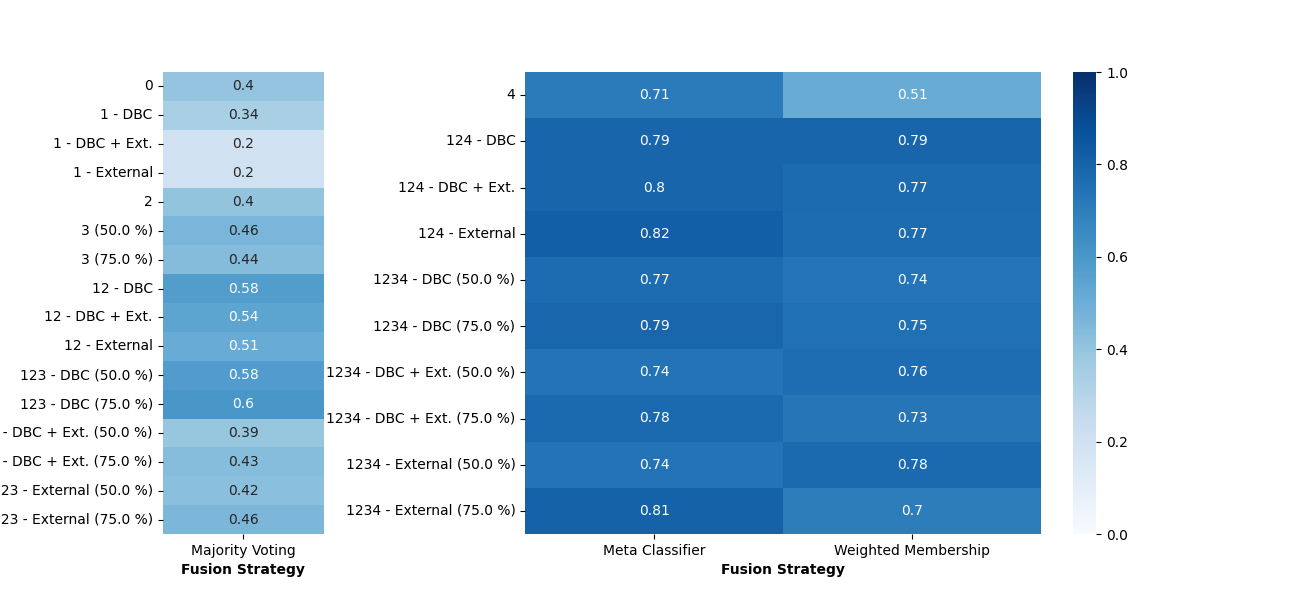 0 0.4
1 - DBC 0.34
1 - DBC + Ext. 0.2
1 - External 0.2
2 0.4
3 (50.0 %) 0.46
3 (75.0 %) 0.44
12 - DBC 0.58
12 - DBC + Ext. 0.54
12 - External 0.51
123 - DBC (50.0 %) 0.58
123 - DBC (75.0 %) 0.6
- DBC + Ext. (50.0 %) 0.39
- DBC + Ext. (75.0 %) 0.43
23 - External (50.0 %) 0.42
23 - External (75.0 %) 0.46
Majority Voting
Fusion Strategy
4 0.71 0.51
124 - DBC 0.79 0.79
124 - DBC + Ext. 0.8 0.77
124 - External 0.82 0.77
1234 - DBC (50.0 %) 0.77 0.74
1234 - DBC (75.0 %) 0.79 0.75
1234 - DBC + Ext. (50.0 %) 0.74 0.76
1234 - DBC + Ext. (75.0 %) 0.78 0.73
1234 - External (50.0 %) 0.74 0.78
1234 - External (75.0 %) 0.81 0.7
Meta Classifier Weighted Membership
Fusion Strategy
1.0
0.8
0.6
0.4
0.2
0.0